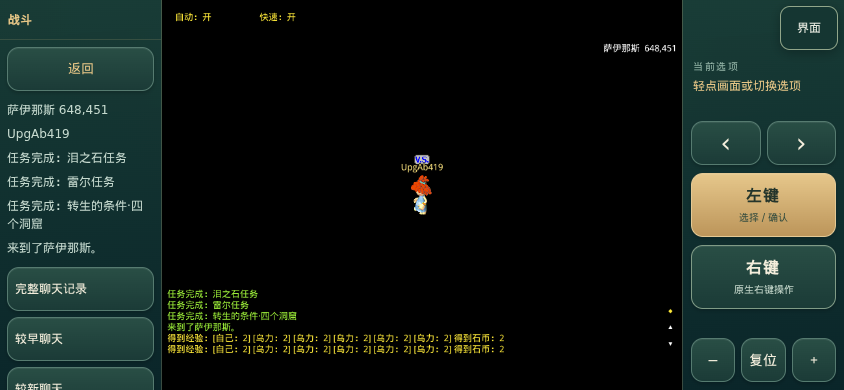 战斗
返回
萨伊那斯 648,451
UpgAb419
任务完成：泪之石任务
任务完成：雷尔任务
任务完成：转生的条件·四
个洞窟
来到了萨伊那斯。
完整聊天记录
较早聊天
较新聊天
自动：开 快速：开
萨伊那斯 648,451
VS.
UpgAb419
任务完成：泪之石任务
任务完成：雷尔任务
任务完成：转生的条件·四个洞窟
来到了萨伊那斯。
得到经验：[自己：2] [乌力：2] [乌力：2] [乌力：2] [乌力：2] [乌力：2] 得到石币：2
得到经验：[自己：2] [乌力：2] [乌力：2] [乌力：2] [乌力：2] [乌力：2] 得到石币：2
界面
当前选项
轻点画面或切换选项
‹ ›
左键
选择 / 确认
右键
原生右键操作
− 复位 +